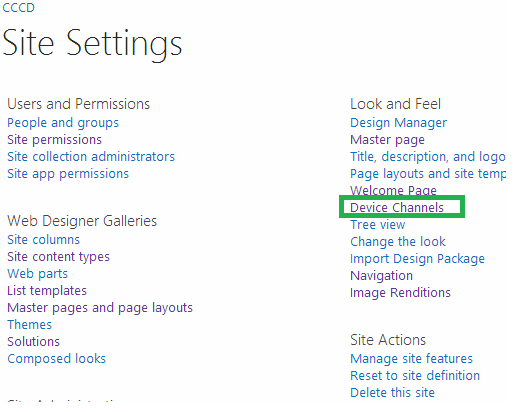 CCCD
Site Settings
Users and Permissions
People and groups
Site permissions
Site collection administrators
Site app permissions
Web Designer Galleries
Site columns
Site content types
Web parts
List templates
Master pages and page layouts
Themes
Solutions
Composed looks
Look and Feel
Design Manager
Master page
Title, description, and logo
Page layouts and site temp
Welcome Page
Device Channels
Tree view
Change the look
Import Design Package
Navigation
Image Renditions
Site Actions
Manage site features
Reset to site definition
Delete this site